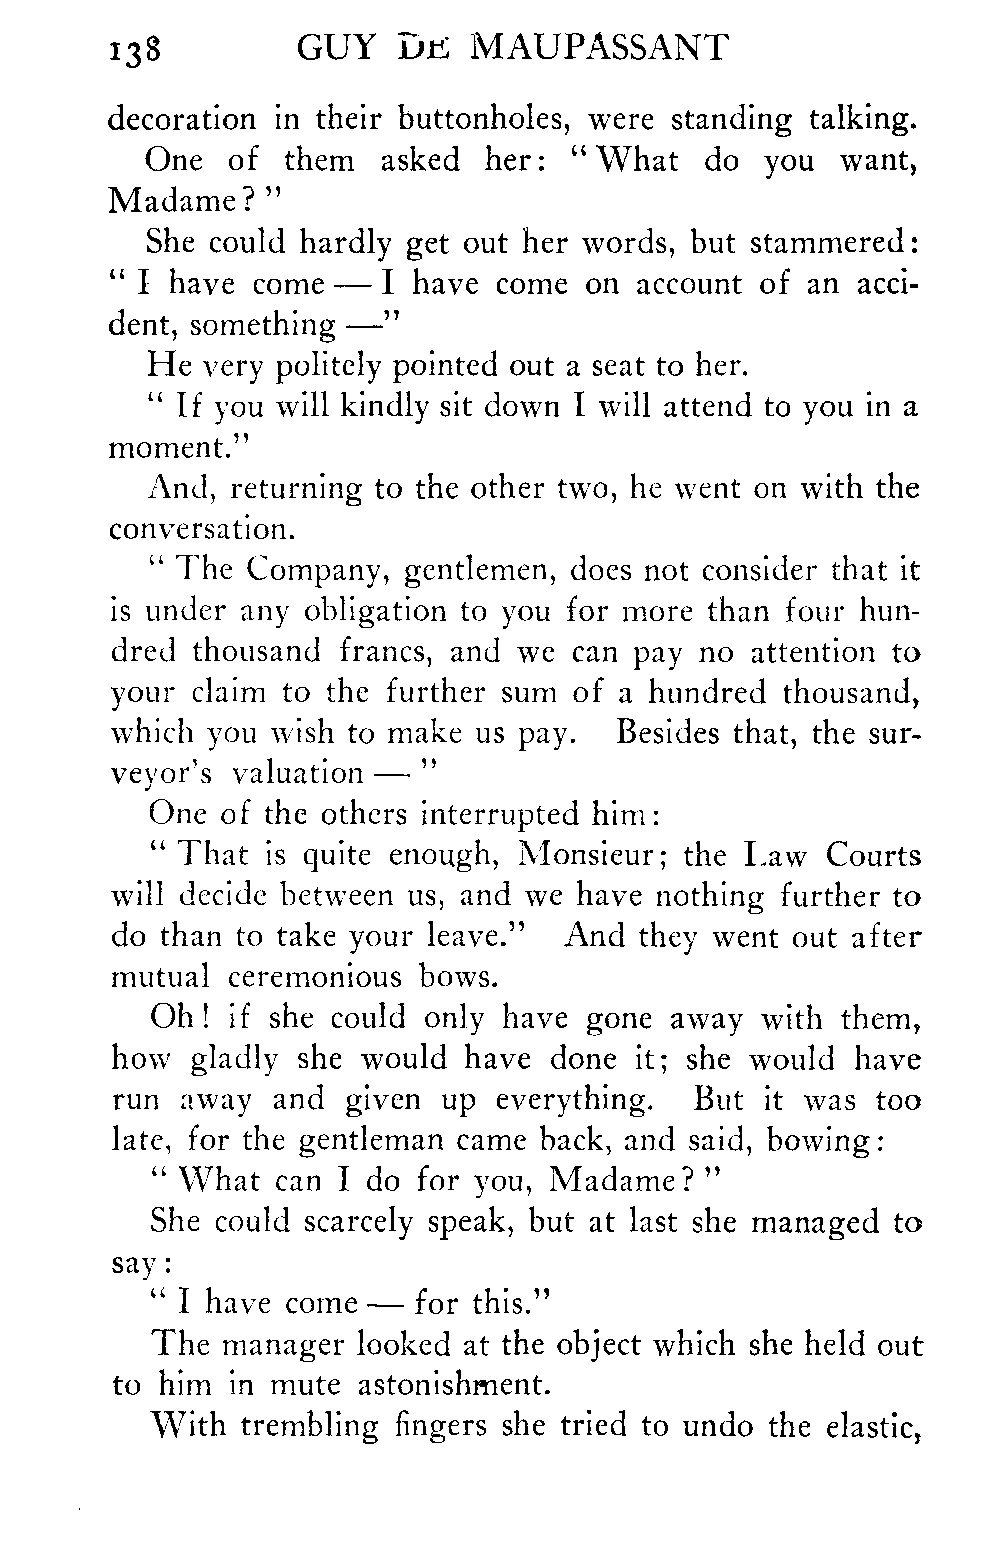 138 GUY DE MAUPASSANT
decoration in their buttonholes, were standing talking.
One of them asked her: “ What do you want,
Madame? ”
She could hardly get out her words, but stammered:
“ I have come — I have come on account of an acci-
dent, something —”
He very politely pointed out a seat to her.
“ If you will kindly sit down I will attend to you in a
moment.”
And, returning to the other two, he went on with the
conversation.
“ The Company, gentlemen, does not consider that it
is under any obligation to you for more than four hun-
dred thousand francs, and we can pay no attention to
your claim to the further sum of a hundred thousand,
which you wish to make us pay. Besides that, the sur-
veyor's valuation — ”
One of the others interrupted him:
“ That is quite enough, Monsieur; the Law Courts
will decide between us, and we have nothing further to
do than to take your leave.” And they went out after
mutual ceremonious bows.
Oh! if she could only have gone away with them,
how gladly she would have done it; she would have
run away and given up everything. But it was too
late, for the gentleman came back, and said, bowing:
“ What can I do for you, Madame? ”
She could scarcely speak, but at last she managed to
say:
“ I have come — for this.”
The manager looked at the object which she held out
to him in mute astonishment.
With trembling fingers she tried to undo the elastic,